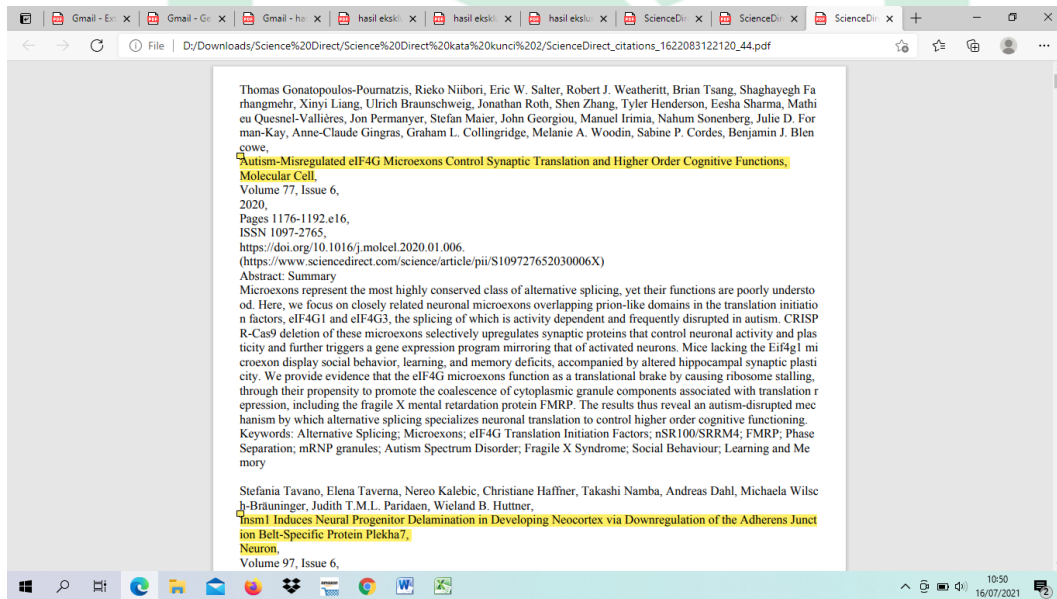 Gmail - Ex
Gmail - Ge
Gmail - ha
hasil ekskl
hasil ekskl
hasil eksklu
ScienceDir
ScienceDir
ScienceDir
File | D:/Downloads/Science%20Direct/Science%20Direct%20kata%20kunci%202/ScienceDirect_citations_1622083122120_44.pdf
Thomas Gonatopoulos-Pournatzis, Rieko Niibori, Eric W. Salter, Robert J. Weatheritt, Brian Tsang, Shaghayegh Fa
rhangmehr, Xinyi Liang, Ulrich Braunschweig, Jonathan Roth, Shen Zhang, Tyler Henderson, Eesha Sharma, Mathi
eu Quesnel-Vallières, Jon Permanyer, Stefan Maier, John Georgiou, Manuel Irimia, Nahum Sonenberg, Julie D. For
man-Kay, Anne-Claude Gingras, Graham L. Collingridge, Melanie A. Woodin, Sabine P. Cordes, Benjamin J. Blen
cowe,
Autism-Misregulated eIF4G Microexons Control Synaptic Translation and Higher Order Cognitive Functions,
Molecular Cell,
Volume 77, Issue 6,
2020,
Pages 1176-1192.e16,
ISSN 1097-2765,
https://doi.org/10.1016/j.molcel.2020.01.006.
(https://www.sciencedirect.com/science/article/pii/S109727652030006X)
Abstract: Summary
Microexons represent the most highly conserved class of alternative splicing, yet their functions are poorly understo
od. Here, we focus on closely related neuronal microexons overlapping prion-like domains in the translation initiatio
n factors, eIF4G1 and eIF4G3, the splicing of which is activity dependent and frequently disrupted in autism. CRISP
R-Cas9 deletion of these microexons selectively upregulates synaptic proteins that control neuronal activity and plas
ticity and further triggers a gene expression program mirroring that of activated neurons. Mice lacking the Eif4g1 mi
croexon display social behavior, learning, and memory deficits, accompanied by altered hippocampal synaptic plasti
city. We provide evidence that the eIF4G microexons function as a translational brake by causing ribosome stalling,
through their propensity to promote the coalescence of cytoplasmic granule components associated with translation r
epression, including the fragile X mental retardation protein FMRP. The results thus reveal an autism-disrupted mec
hanism by which alternative splicing specializes neuronal translation to control higher order cognitive functioning.
Keywords: Alternative Splicing; Microexons; eIF4G Translation Initiation Factors; nSR100/SRRM4; FMRP; Phase
Separation; mRNP granules; Autism Spectrum Disorder; Fragile X Syndrome; Social Behaviour; Learning and Me
mory
Stefania Tavano, Elena Taverna, Nereo Kalebic, Christiane Haffner, Takashi Namba, Andreas Dahl, Michaela Wilsc
h-Bräuninger, Judith T.M.L. Paridaen, Wieland B. Huttner,
Insm1 Induces Neural Progenitor Delamination in Developing Neocortex via Downregulation of the Adherens Junct
ion Belt-Specific Protein Plekha7,
Neuron,
Volume 97, Issue 6,
10:50
16/07/2021